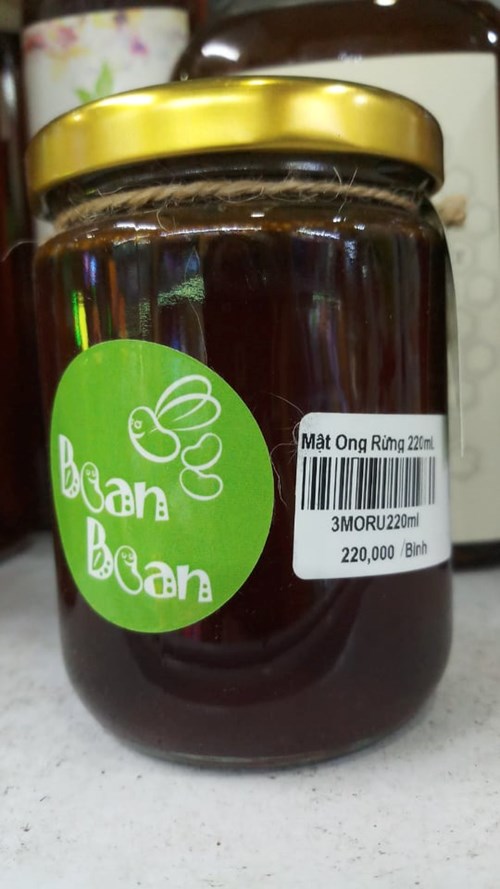 Bean
Bean
Mật Ong Rừng 220mL
3MORU220ml
220,000 /Bình